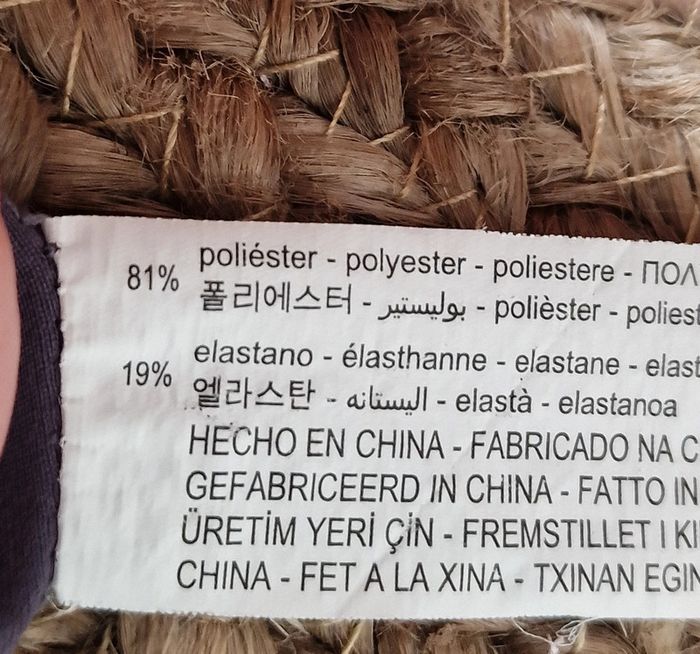 81% poliéster - polyester - poliestere - ΠΟΛ
폴리에스터 - بوليستير - polièster - poliest
19% elastano - élasthanne - elastane - elast
엘라스탄 - اليستانه - elastà - elastanoa
HECHO EN CHINA - FABRICADO NA C
GEFABRICEERD IN CHINA - FATTO IN
ÜRETİM YERİ ÇİN - FREMSTILLET I KI
CHINA - FET A LA XINA - TXINAN EGIN